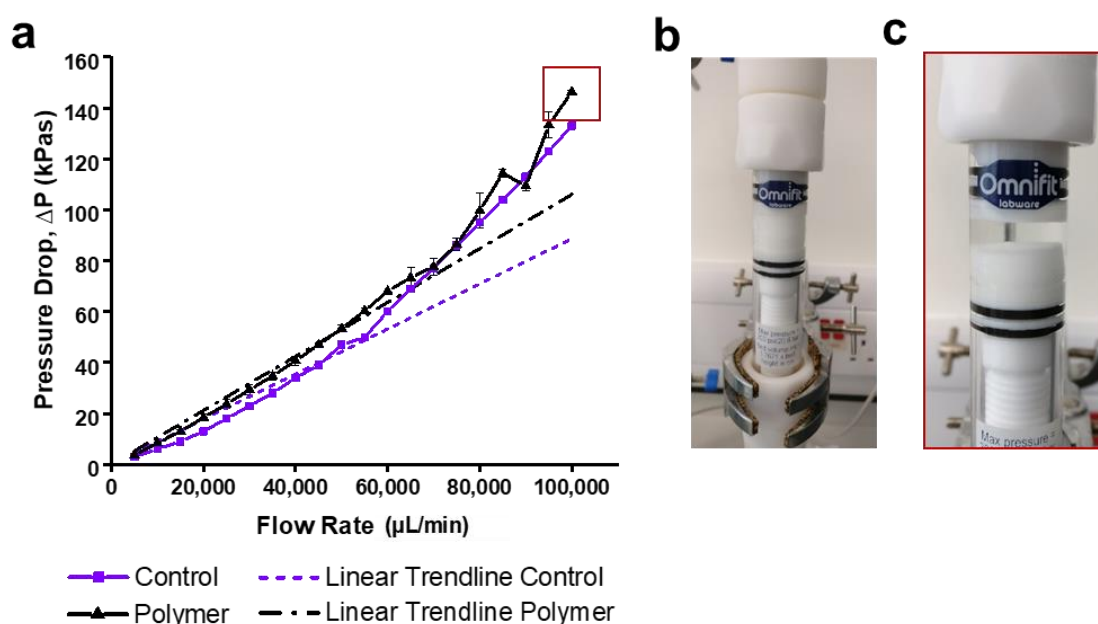 a
Pressure Drop, ΔP (kPas)
160
140
120
100
80
60
40
20
0
0
20,000
40,000
60,000
80,000
100,000
Flow Rate (µL/min)
Control
Linear Trendline Control
Polymer
Linear Trendline Polymer
b
Omnifit
labware
Max pressure
c
Omnifit
labware
Max pressure =